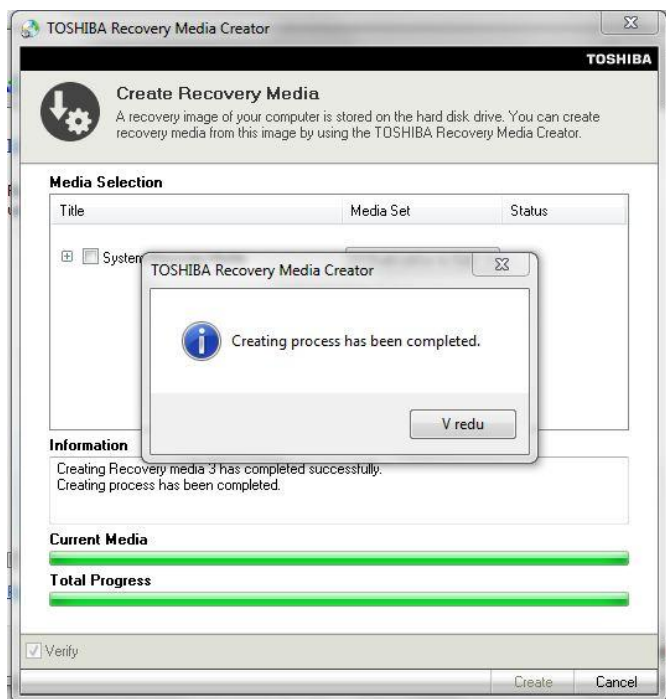 TOSHIBA Recovery Media Creator
TOSHIBA
Create Recovery Media
A recovery image of your computer is stored on the hard disk drive. You can create
recovery media from this image by using the TOSHIBA Recovery Media Creator.
Media Selection
Title Media Set Status
System
TOSHIBA Recovery Media Creator
Creating process has been completed.
V redu
Information
Creating Recovery media 3 has completed successfully.
Creating process has been completed.
Current Media
Total Progress
Verify
Create Cancel